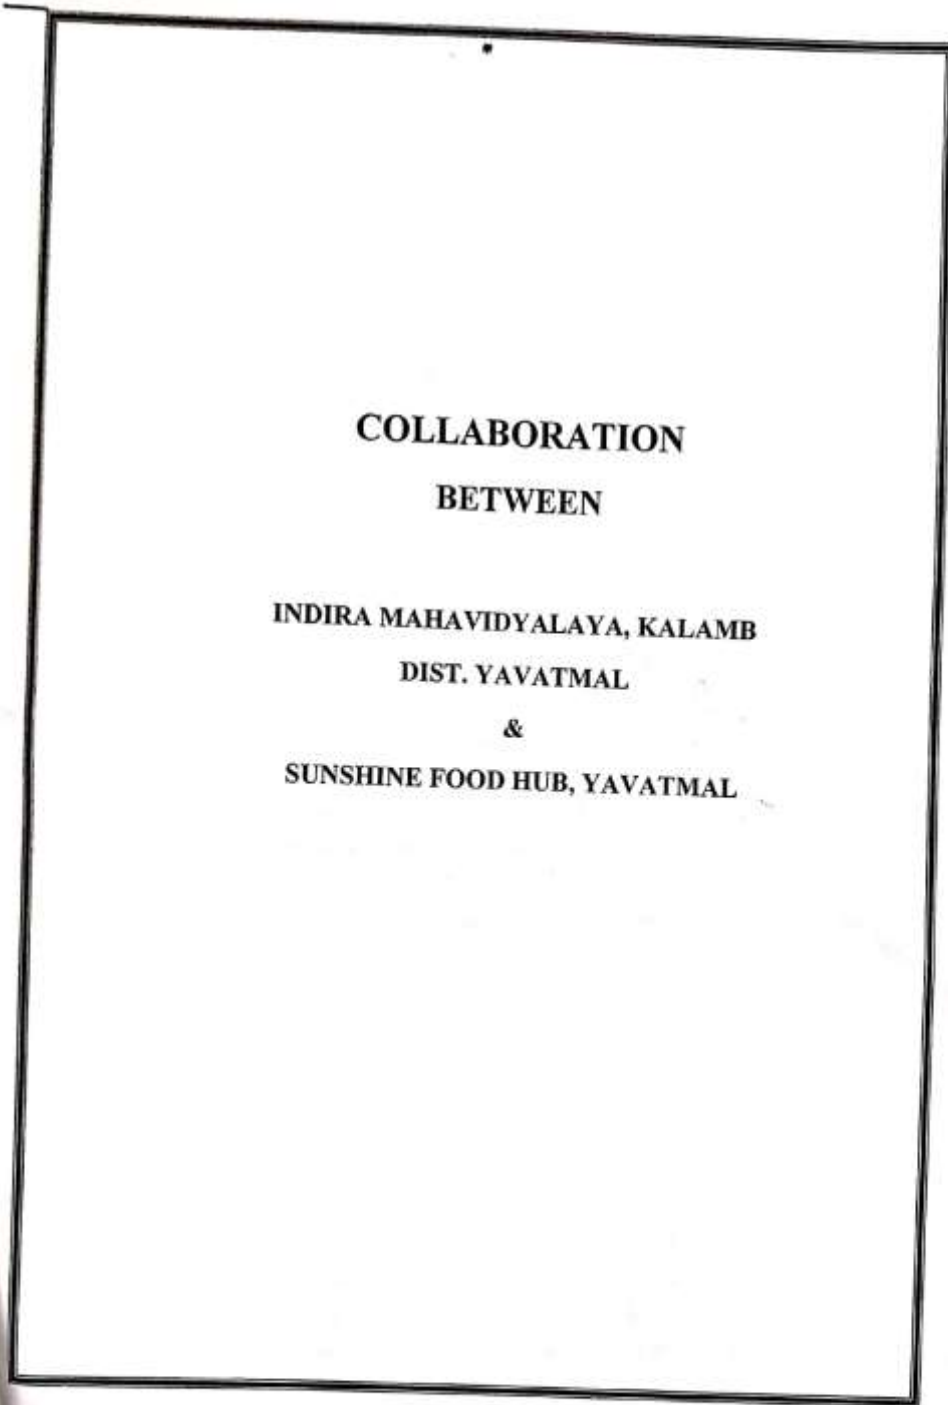 COLLABORATION
BETWEEN
INDIRA MAHAVIDYALAYA, KALAMB
DIST. YAVATMAL
&
SUNSHINE FOOD HUB, YAVATMAL